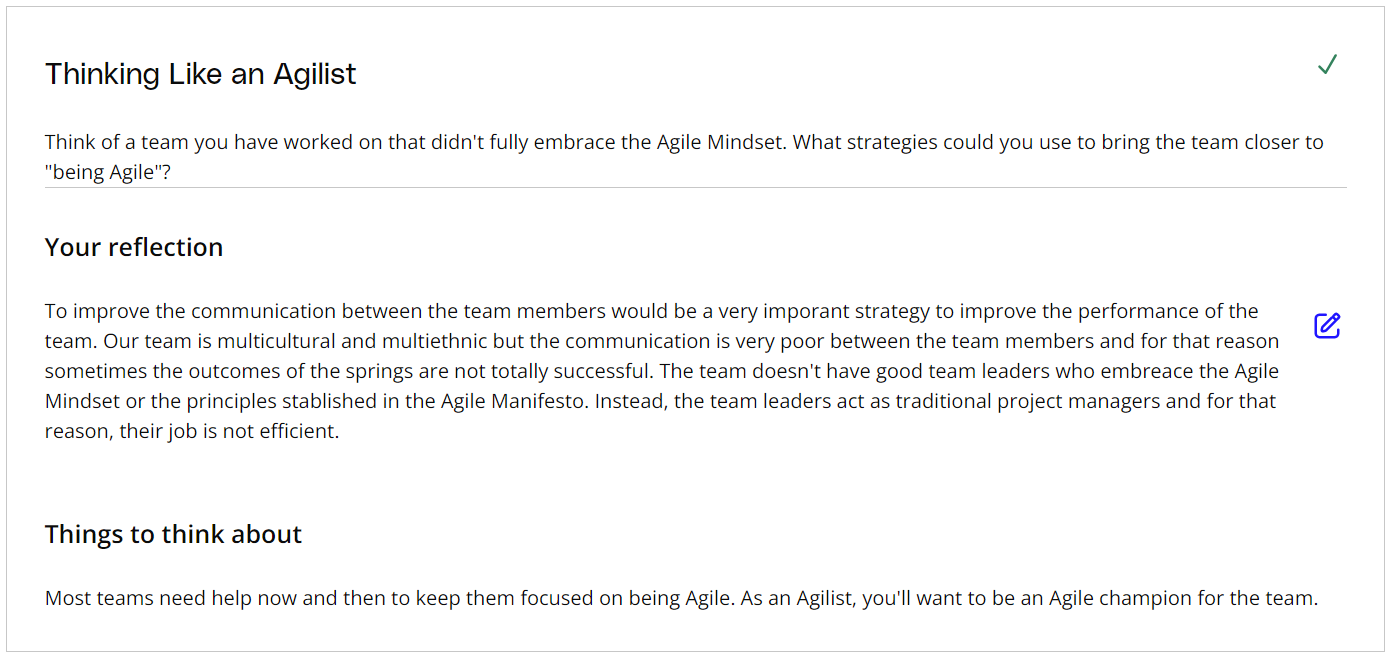 Thinking Like an Agilist
Think of a team you have worked on that didn't fully embrace the Agile Mindset. What strategies could you use to bring the team closer to
"being Agile"?
Your reflection
To improve the communication between the team members would be a very imporant strategy to improve the performance of the
team. Our team is multicultural and multiethnic but the communication is very poor between the team members and for that reason
sometimes the outcomes of the springs are not totally successful. The team doesn't have good team leaders who embreace the Agile
Mindset or the principles stablished in the Agile Manifesto. Instead, the team leaders act as traditional project managers and for that
reason, their job is not efficient.
Things to think about
Most teams need help now and then to keep them focused on being Agile. As an Agilist, you'll want to be an Agile champion for the team.